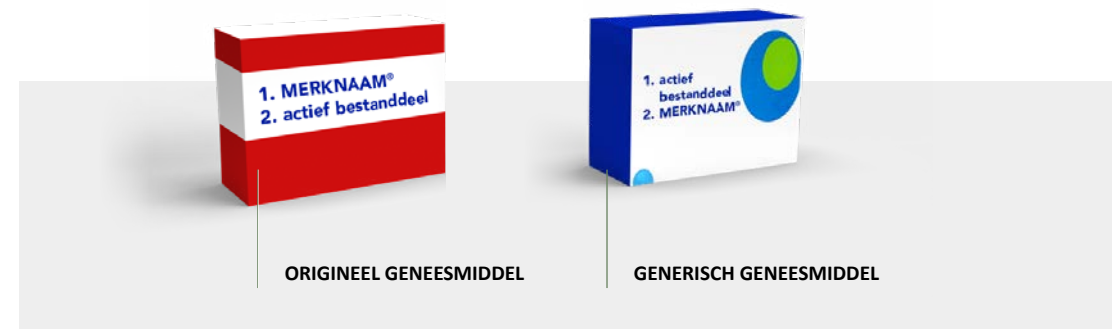 1. MERKNAAM®
2. actief bestanddeel
1. actief
bestanddeel
2. MERKNAAM®
ORIGINEEL GENEESMIDDEL
GENERISCH GENEESMIDDEL